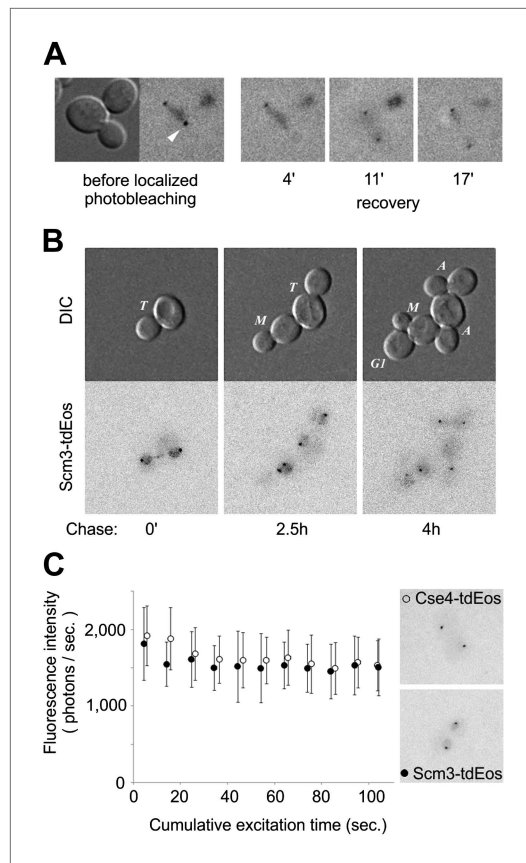 A
before localized
photobleaching
4'
11'
17'
recovery
B
DIC
T
T
M
A
M
A
G1
Scm3-tdEos
Chase:
0'
2.5h
4h
C
Fluorescence intensity
( photons / sec. )
2,000
1,000
0
0
20
40
60
80
100
Cumulative excitation time (sec.)
Cse4-tdEos
Scm3-tdEos